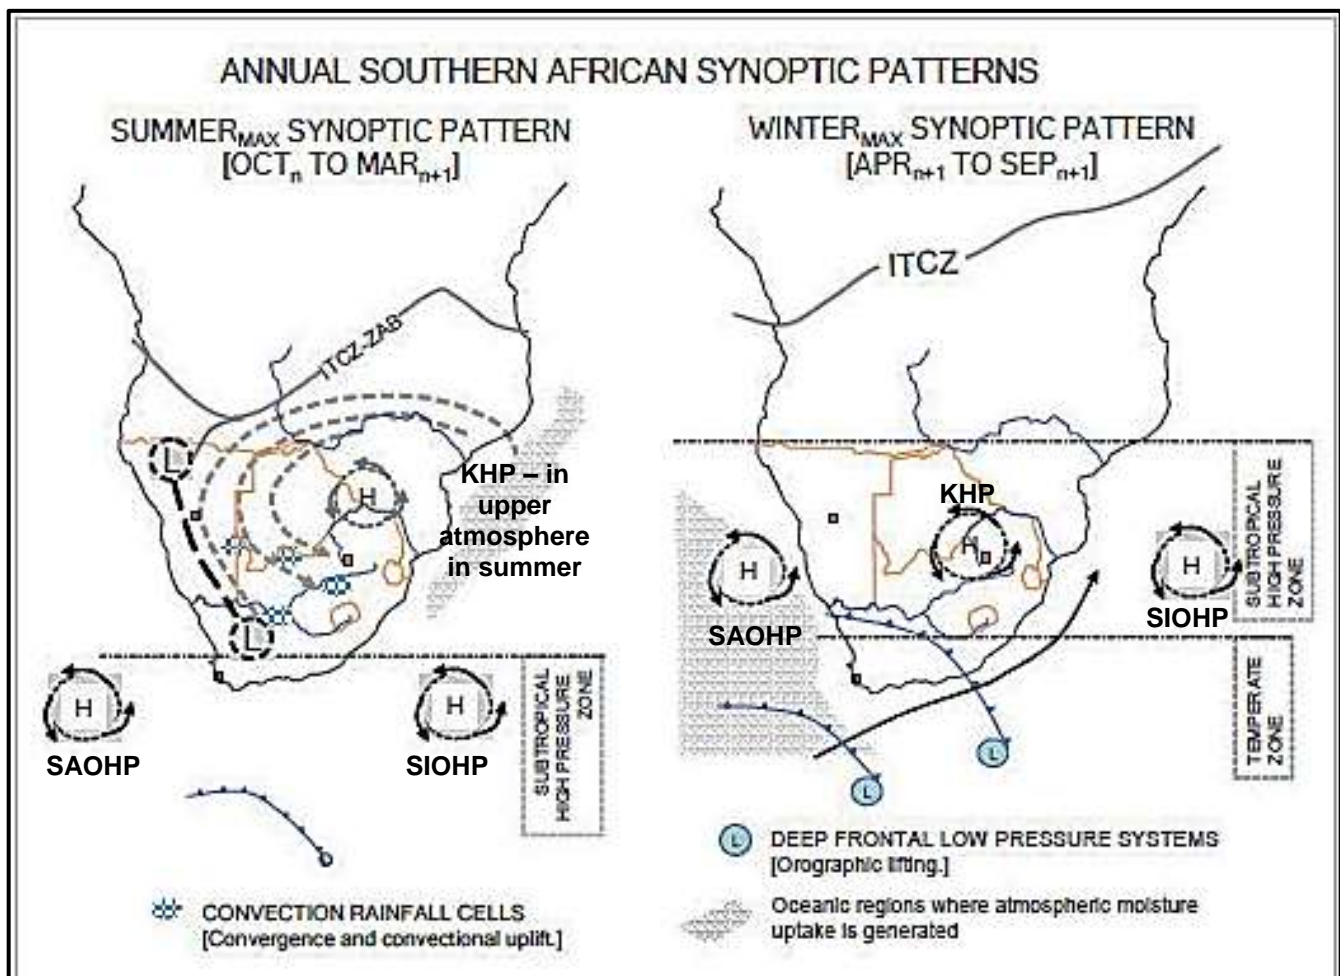 ANNUAL SOUTHERN AFRICAN SYNOPTIC PATTERNS
SUMMERMAX SYNOPTIC PATTERN
[OCTn TO MARn+1]
ITCZ-ZAB
L
H
KHP – in
upper
atmosphere
in summer
L
H
SAOHP
H
SIOHP
SUBTROPICAL
HIGH PRESSURE
ZONE
CONVECTION RAINFALL CELLS
[Convergence and convectional uplift.]
WINTERMAX SYNOPTIC PATTERN
[APRn+1 TO SEPn+1]
ITCZ
KHP
H
H
SAOHP
H
SIOHP
SUBTROPICAL
HIGH PRESSURE
ZONE
TEMPERATE
ZONE
L
L
L
DEEP FRONTAL LOW PRESSURE SYSTEMS
[Orographic lifting.]
Oceanic regions where atmospheric moisture
uptake is generated